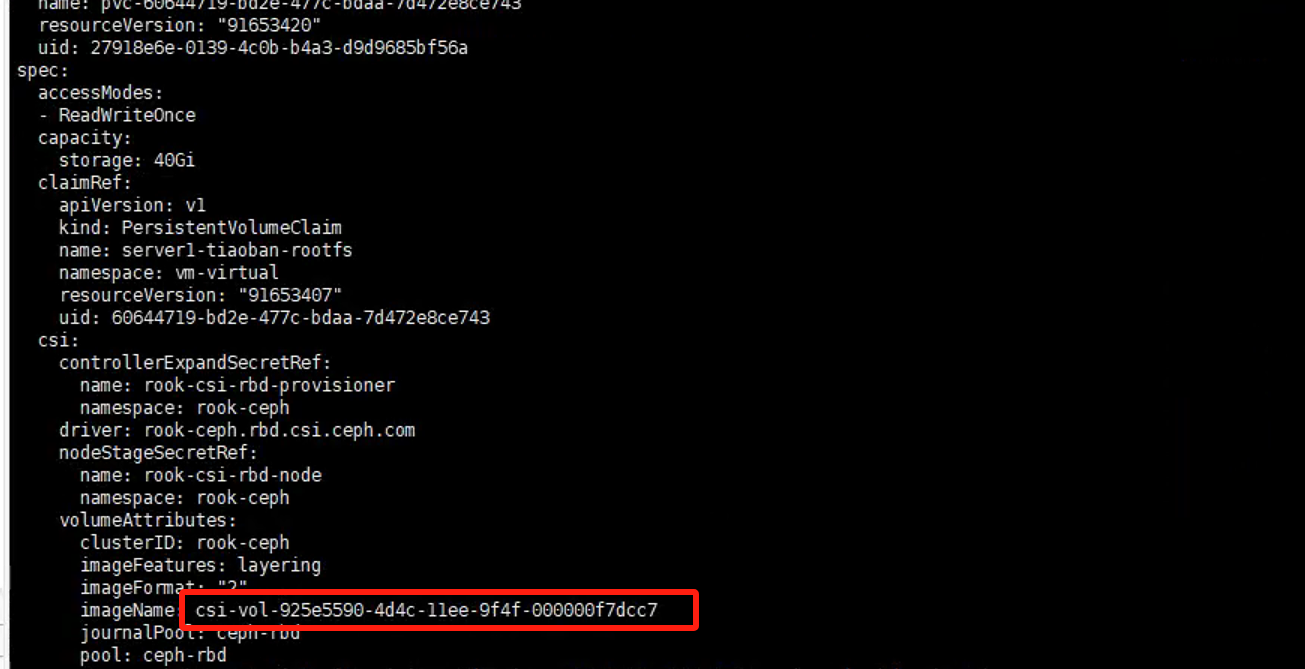 name: pvc-60644719-bd2e-477c-bdaa-7d472e8ce743
resourceVersion: "91653420"
uid: 27918e6e-0139-4c0b-b4a3-d9d9685bf56a
spec:
accessModes:
- ReadWriteOnce
capacity:
storage: 40Gi
claimRef:
apiVersion: v1
kind: PersistentVolumeClaim
name: server1-tiaoban-rootfs
namespace: vm-virtual
resourceVersion: "91653407"
uid: 60644719-bd2e-477c-bdaa-7d472e8ce743
csi:
controllerExpandSecretRef:
name: rook-csi-rbd-provisioner
namespace: rook-ceph
driver: rook-ceph.rbd.csi.ceph.com
nodeStageSecretRef:
name: rook-csi-rbd-node
namespace: rook-ceph
volumeAttributes:
clusterID: rook-ceph
imageFeatures: layering
imageFormat: "2"
imageName: csi-vol-925e5590-4d4c-11ee-9f4f-000000f7dcc7
journalPool: ceph-rbd
pool: ceph-rbd